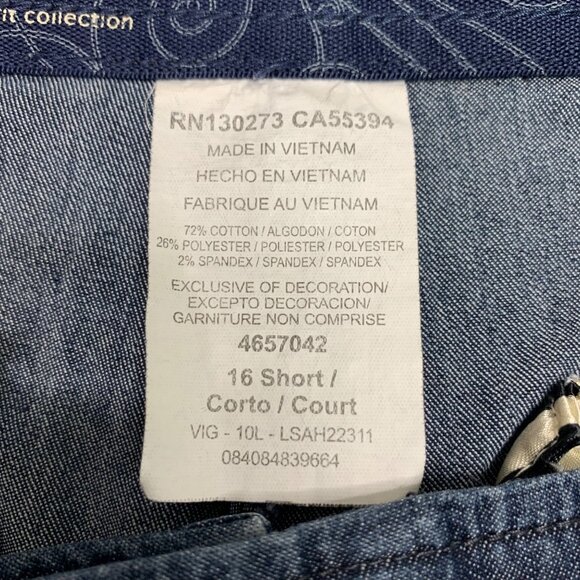 collection
RN130273 CA55394
MADE IN VIETNAM
HECHO EN VIETNAM
FABRIQUE AU VIETNAM
72% COTTON / ALGODON / COTON
26% POLYESTER / POLIESTER / POLYESTER
2% SPANDEX / SPANDEX / SPANDEX
EXCLUSIVE OF DECORATION/
EXCEPTO DECORACION/
GARNITURE NON COMPRISE
4657042
16 Short /
Corto / Court
VIG - 10L - LSAH22311
084084839664